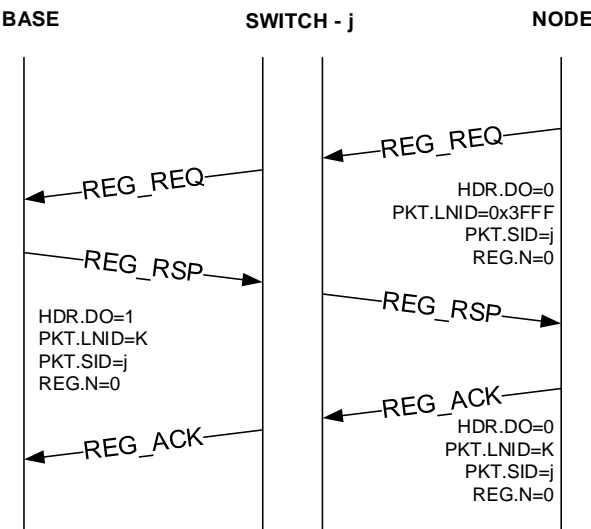 BASE
SWITCH - j
NODE
REG_REQ
REG_REQ
HDR.DO=0
PKT.LNID=0x3FFF
PKT.SID=j
REG.N=0
REG_RSP
HDR.DO=1
PKT.LNID=K
PKT.SID=j
REG.N=0
REG_RSP
REG_ACK
HDR.DO=0
PKT.LNID=K
PKT.SID=j
REG.N=0
REG_ACK